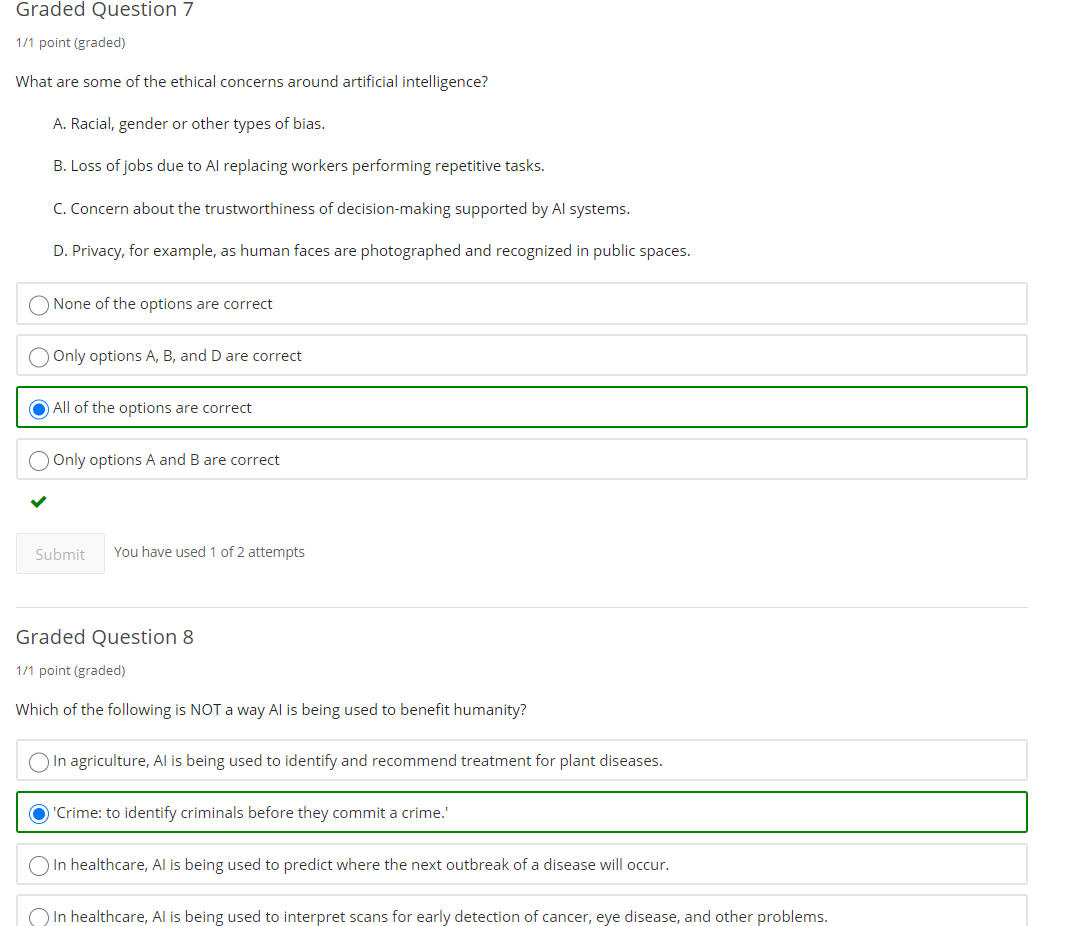 Graded Question 7
1/1 point (graded)
What are some of the ethical concerns around artificial intelligence?
A. Racial, gender or other types of bias.
B. Loss of jobs due to AI replacing workers performing repetitive tasks.
C. Concern about the trustworthiness of decision-making supported by AI systems.
D. Privacy, for example, as human faces are photographed and recognized in public spaces.
None of the options are correct
Only options A, B, and D are correct
All of the options are correct
Only options A and B are correct
Submit You have used 1 of 2 attempts
Graded Question 8
1/1 point (graded)
Which of the following is NOT a way AI is being used to benefit humanity?
In agriculture, AI is being used to identify and recommend treatment for plant diseases.
'Crime: to identify criminals before they commit a crime.'
In healthcare, AI is being used to predict where the next outbreak of a disease will occur.
In healthcare, AI is being used to interpret scans for early detection of cancer, eye disease, and other problems.